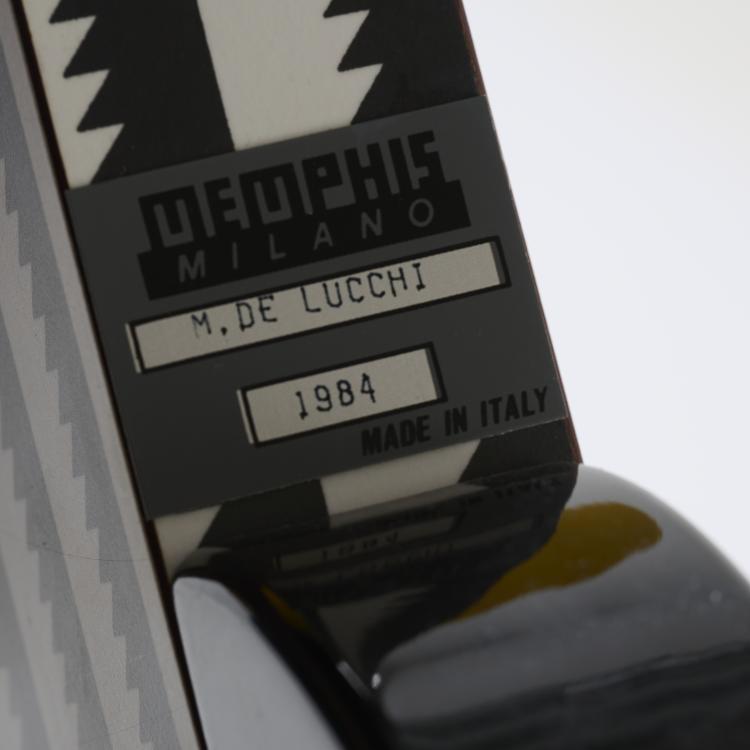 MEMPHIS
MILANO
M.DE LUCCHI
1984
MADE IN ITALY